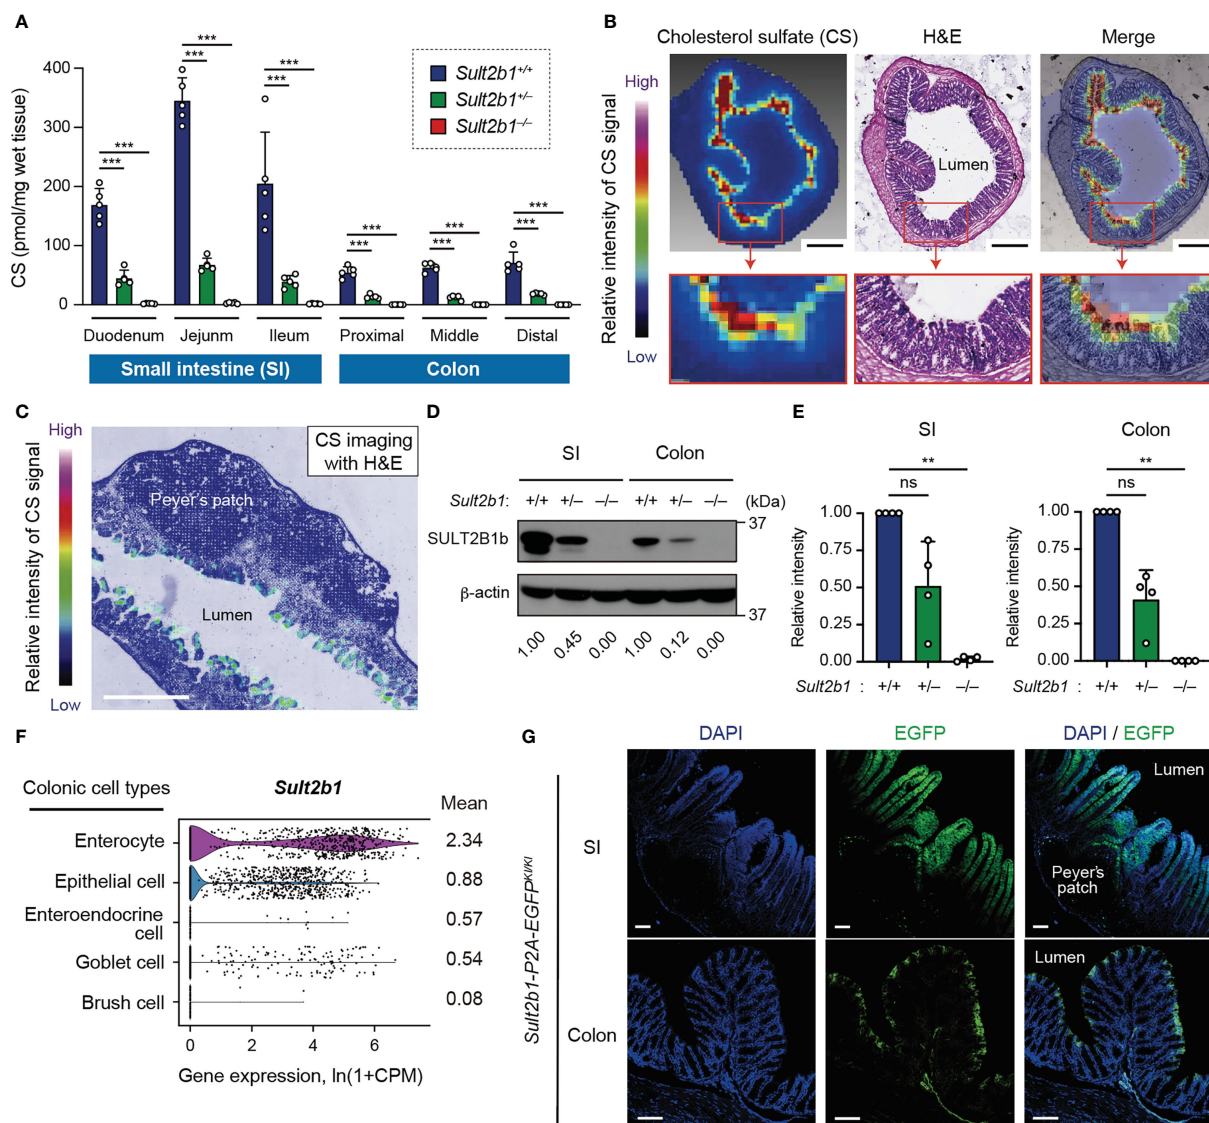 A
CS (pmol/mg wet tissue)
400
300
200
100
0
***
***
***
***
***
***
***
***
***
***
***
***
Sult2b1+/+
Sult2b1+/–
Sult2b1–/–
Duodenum
Jejunm
Ileum
Proximal
Middle
Distal
Small intestine (SI)
Colon
B
Cholesterol sulfate (CS)
H&E
Merge
High
Relative intensity of CS signal
Low
Lumen
C
High
Relative intensity of CS signal
Low
CS imaging
with H&E
Peyer's patch
Lumen
D
SI
Colon
Sult2b1: +/+ +/– –/– +/+ +/– –/– (kDa)
37
SULT2B1b
β-actin
37
1.00 0.45 0.00 1.00 0.12 0.00
E
SI
**
ns
Relative intensity
1.00
0.75
0.50
0.25
0.00
Sult2b1 : +/+ +/– –/–
Colon
**
ns
Relative intensity
1.00
0.75
0.50
0.25
0.00
Sult2b1 : +/+ +/– –/–
F
Colonic cell types
Sult2b1
Mean
Enterocyte
2.34
Epithelial cell
0.88
Enteroendocrine
cell
0.57
Goblet cell
0.54
Brush cell
0.08
0 2 4 6
Gene expression, ln(1+CPM)
G
DAPI
EGFP
DAPI / EGFP
Sult2b1-P2A-EGFPKI/KI
SI
Lumen
Peyer's
patch
Colon
Lumen